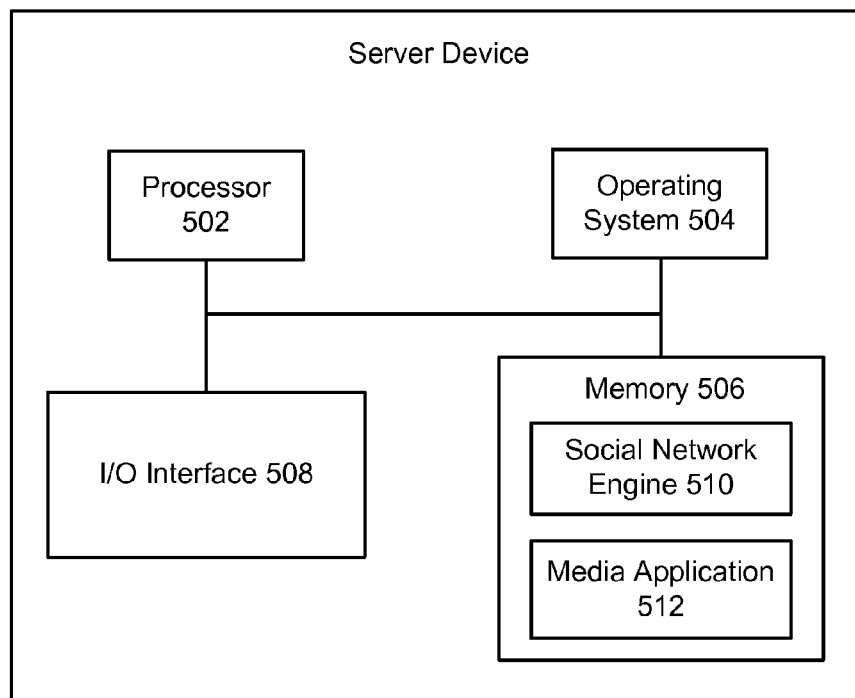 Server Device
Processor
502
Operating
System 504
I/O Interface 508
Memory 506
Social Network
Engine 510
Media Application
512